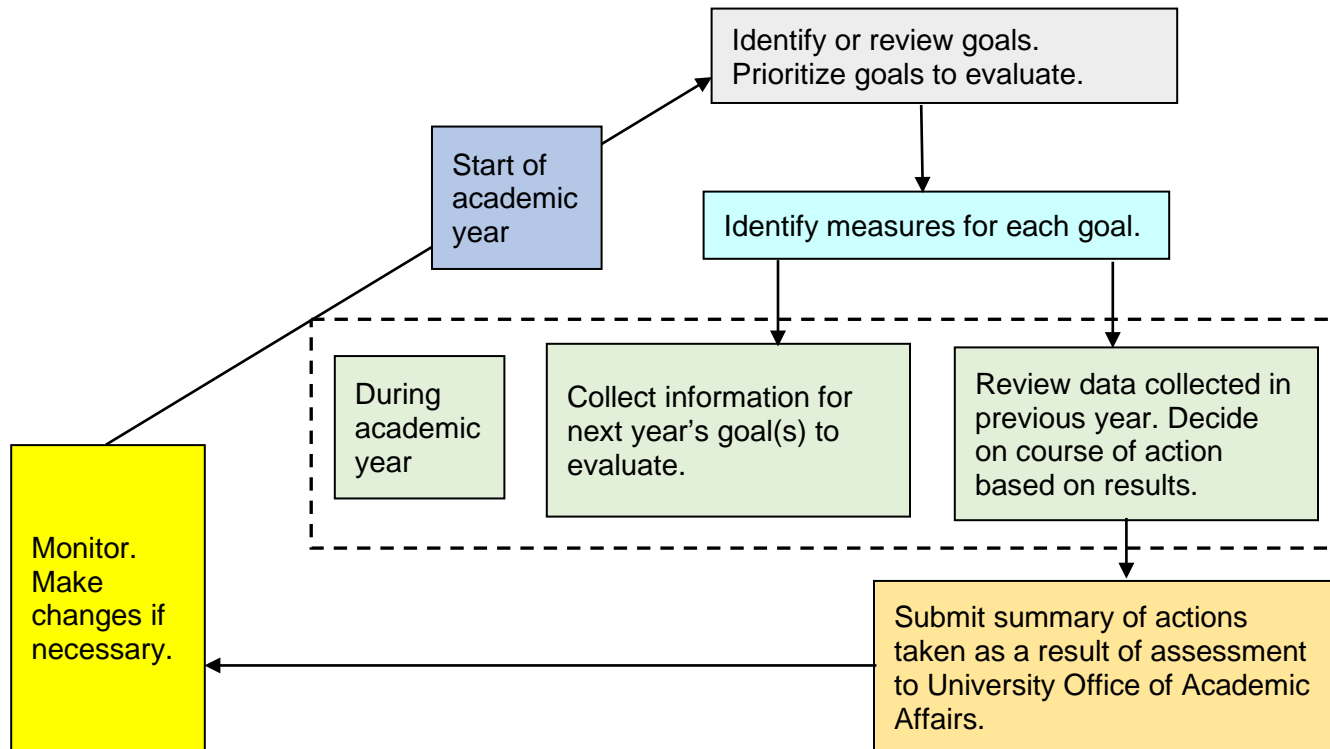 Identify or review goals.
Prioritize goals to evaluate.
Start of
academic
year
Identify measures for each goal.
During
academic
year
Collect information for
next year’s goal(s) to
evaluate.
Review data collected in
previous year. Decide
on course of action
based on results.
Monitor.
Make
changes if
necessary.
Submit summary of actions
taken as a result of assessment
to University Office of Academic
Affairs.